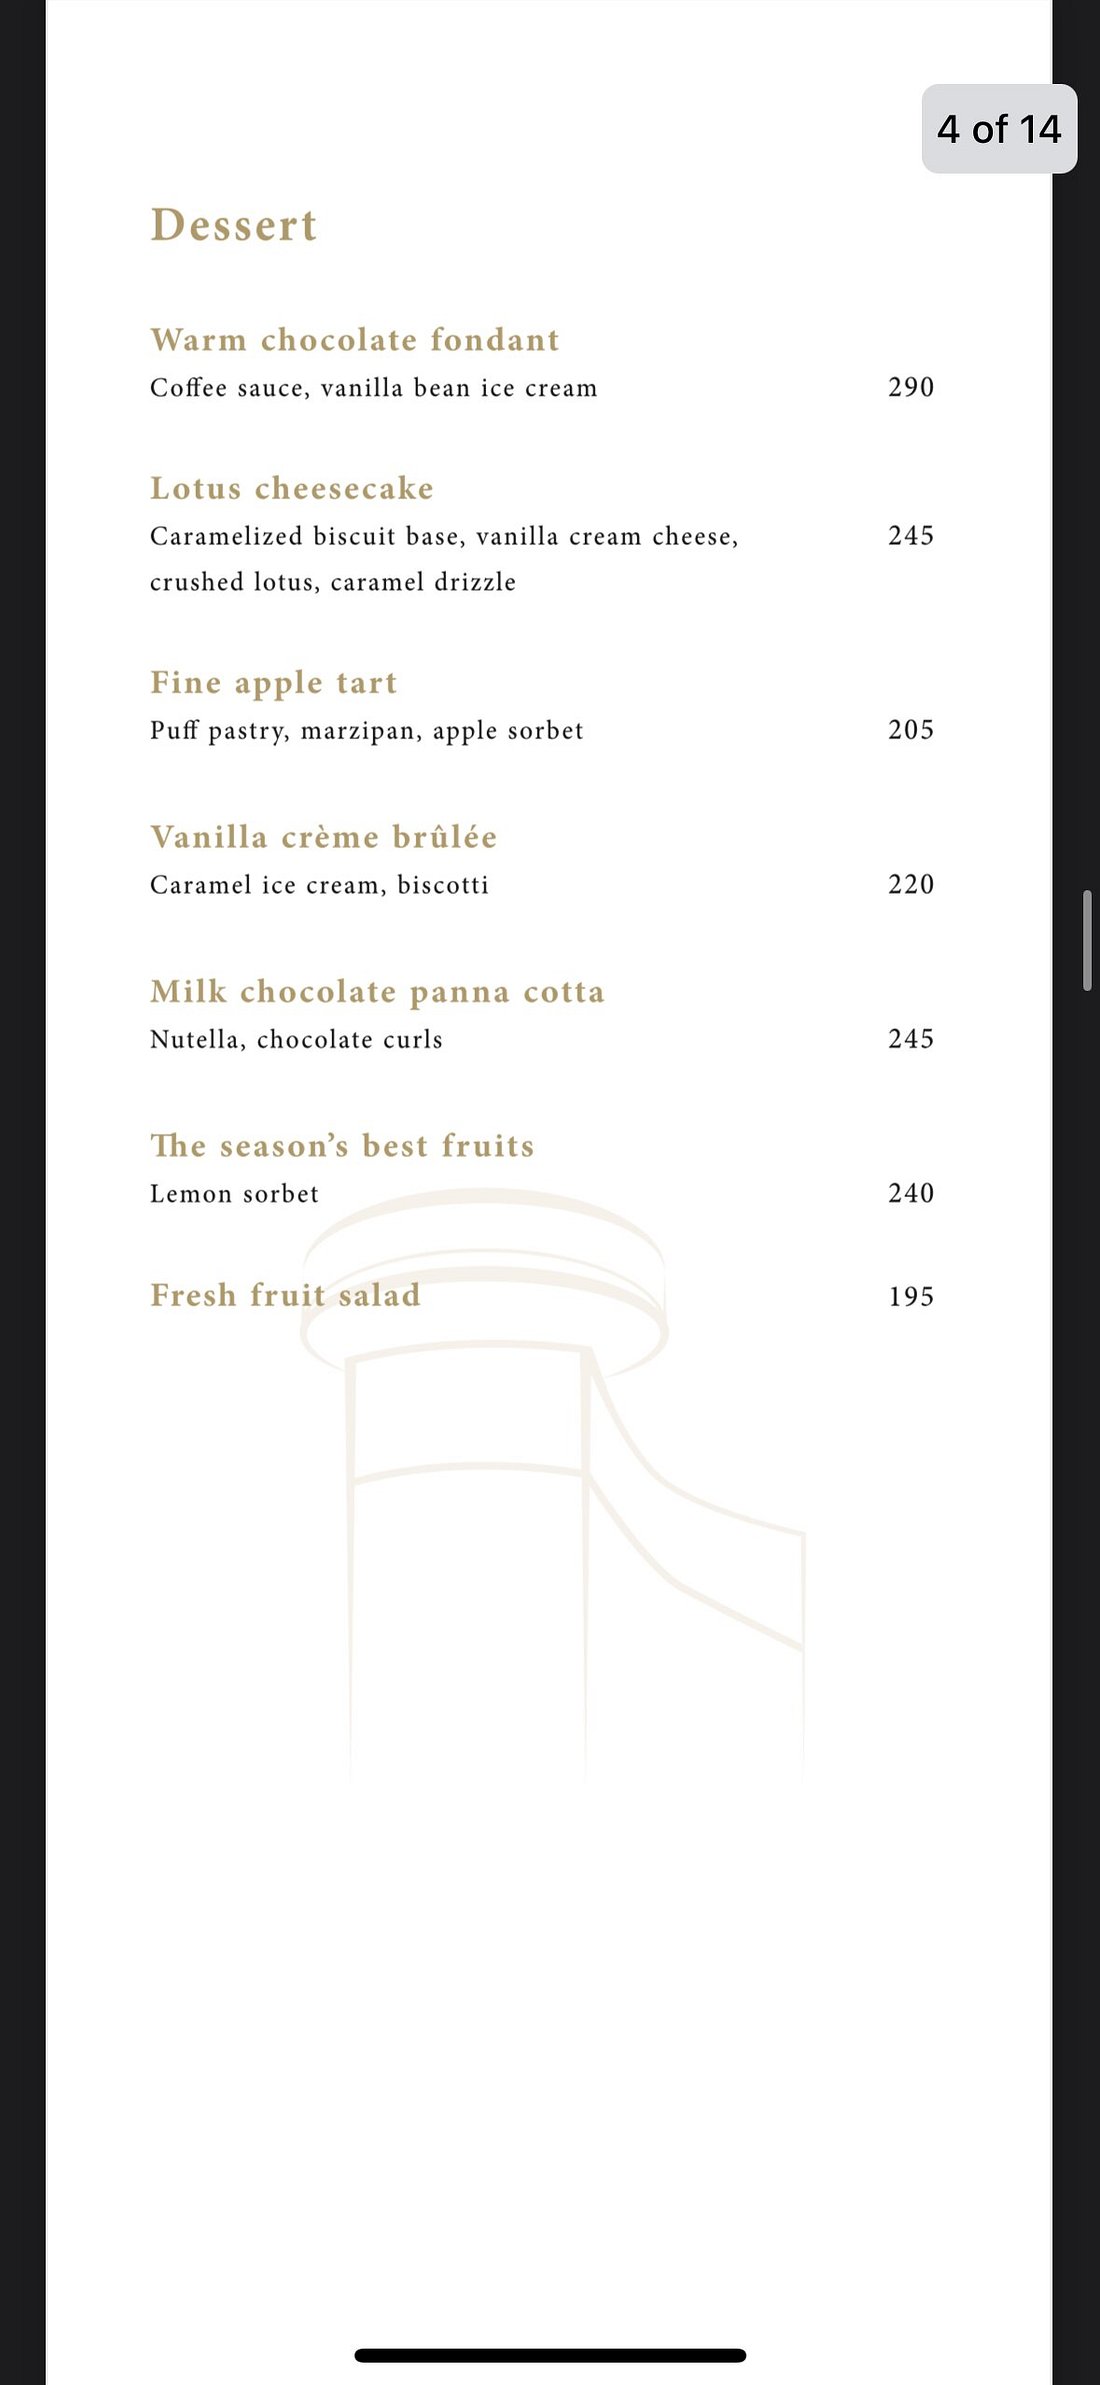 4 of 14
Dessert
Warm chocolate fondant
Coffee sauce, vanilla bean ice cream 290
Lotus cheesecake
Caramelized biscuit base, vanilla cream cheese, 245
crushed lotus, caramel drizzle
Fine apple tart
Puff pastry, marzipan, apple sorbet 205
Vanilla crème brûlée
Caramel ice cream, biscotti 220
Milk chocolate panna cotta
Nutella, chocolate curls 245
The season’s best fruits
Lemon sorbet 240
Fresh fruit salad 195